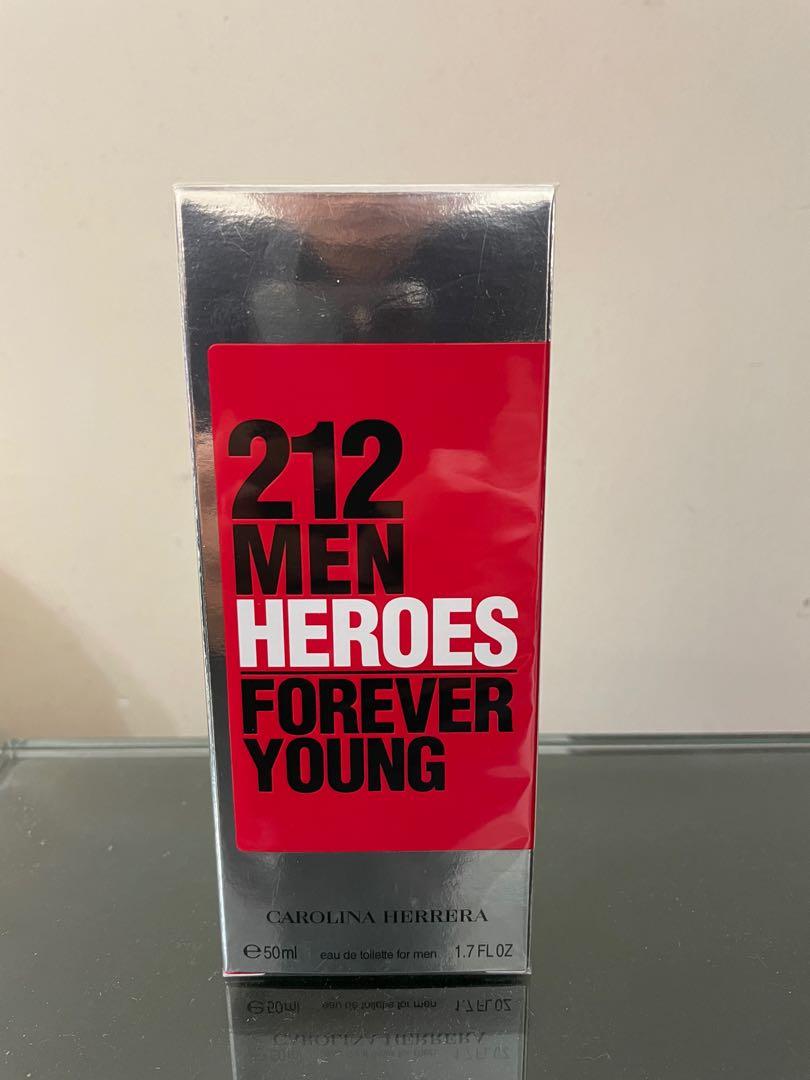 212
MEN
HEROES
FOREVER
YOUNG
CAROLINA HERRERA
℮50ml eau de toilette for men 1.7 FL OZ